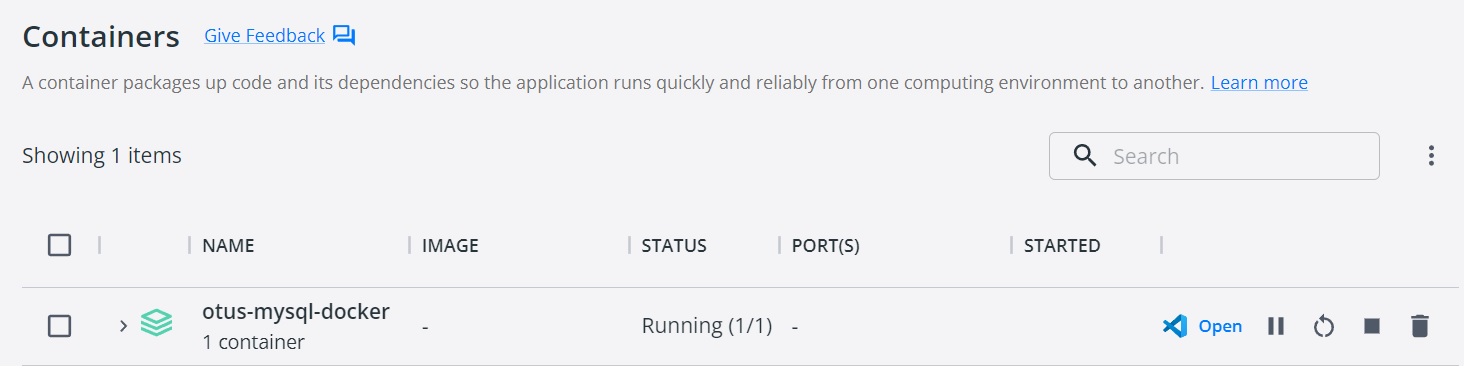 Containers Give Feedback
A container packages up code and its dependencies so the application runs quickly and reliably from one computing environment to another. Learn more
Showing 1 items
Search
NAME IMAGE STATUS PORT(S) STARTED
otus-mysql-docker
1 container
- Running (1/1) - Open